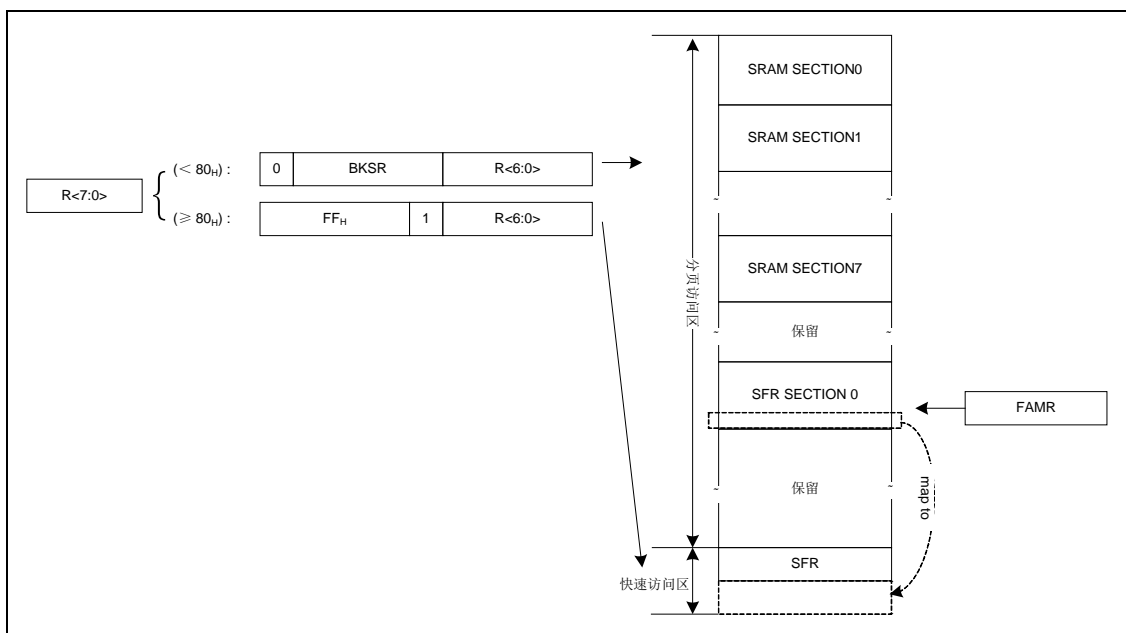 R<7:0>
(＜ 80H) :
0
BKSR
R<6:0>
(≥ 80H) :
FFH
1
R<6:0>
分页访问区
SRAM SECTION0
SRAM SECTION1
~
~
SRAM SECTION7
~
保留
~
SFR SECTION 0
FAMR
~
保留
~
map to
SFR
快速访问区